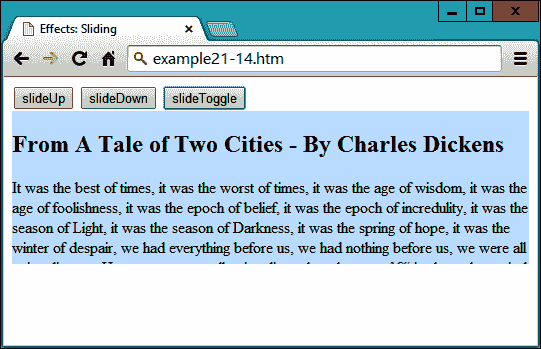 Effects: Sliding
example21-14.htm
slideUp slideDown slideToggle
From A Tale of Two Cities - By Charles Dickens
It was the best of times, it was the worst of times, it was the age of wisdom, it was the
age of foolishness, it was the epoch of belief, it was the epoch of incredulity, it was the
season of Light, it was the season of Darkness, it was the spring of hope, it was the
winter of despair, we had everything before us, we had nothing before us, we were all